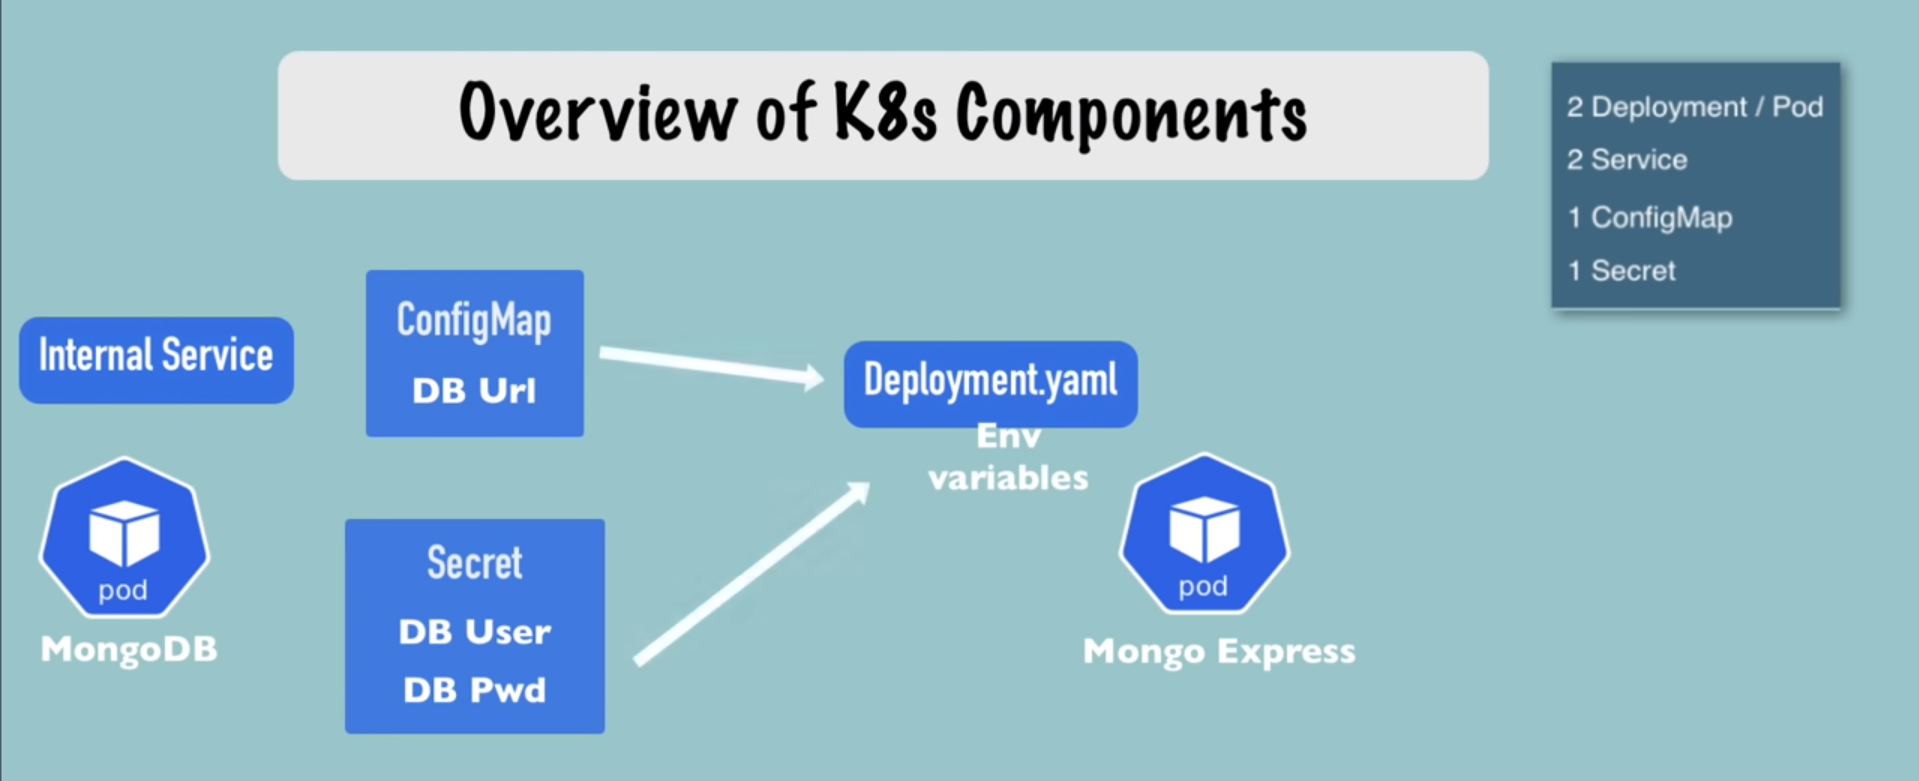 Overview of K8s Components
2 Deployment / Pod
2 Service
1 ConfigMap
1 Secret
Internal Service
pod
MongoDB
ConfigMap
DB Url
Secret
DB User
DB Pwd
Deployment.yaml
Env
variables
pod
Mongo Express